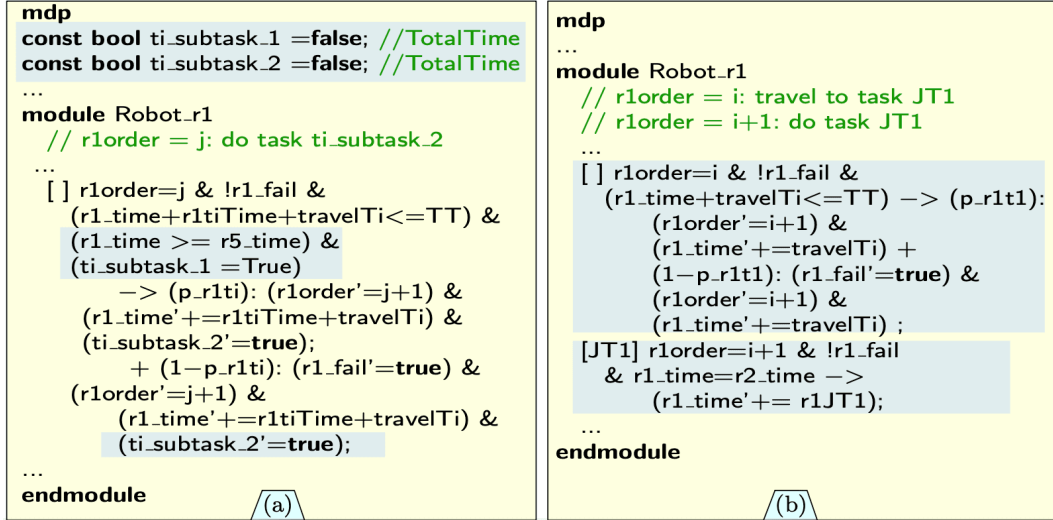 mdp
const bool ti_subtask_1 =false; //TotalTime
const bool ti_subtask_2 =false; //TotalTime
...
module Robot_r1
// r1order = j: do task ti_subtask_2
...
[ ] r1order=j & !r1_fail &
(r1_time+r1tiTime+travelTi<=TT) &
(r1_time >= r5_time) &
(ti_subtask_1 =True)
−> (p_r1ti): (r1order'=j+1) &
(r1_time'+=r1tiTime+travelTi) &
(ti_subtask_2'=true);
+ (1−p_r1ti): (r1_fail'=true) &
(r1order'=j+1) &
(r1_time'+=r1tiTime+travelTi) &
(ti_subtask_2'=true);
...
endmodule
(a)
mdp
...
module Robot_r1
// r1order = i: travel to task JT1
// r1order = i+1: do task JT1
...
[ ] r1order=i & !r1_fail &
(r1_time+travelTi<=TT) −> (p_r1t1):
(r1order'=i+1) &
(r1_time'+=travelTi) +
(1−p_r1t1): (r1_fail'=true) &
(r1order'=i+1) &
(r1_time'+=travelTi) ;
[JT1] r1order=i+1 & !r1_fail
& r1_time=r2_time −>
(r1_time'+= r1JT1);
...
endmodule
(b)